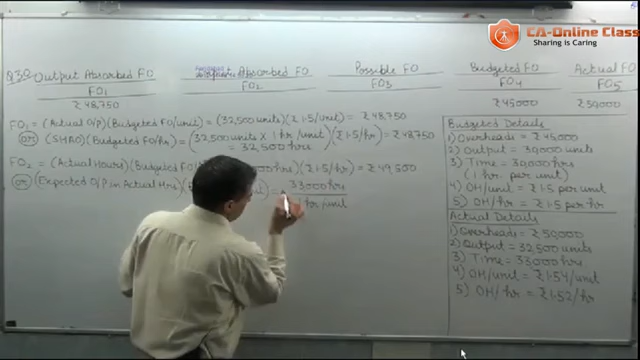 CA-Online Class
Sharing is Caring
Q30 Output Absorbed FO
FO1
₹48,750
Absorbed FO
FO2
Possible FO
FO3
Budgeted FO
FO4
₹45000
Actual FO
FO5
₹50000
FO1 = (Actual O/P)(Budgeted FO/unit) = (32,500 units)(₹1.5/unit) = ₹48,750
OR (SHRO)(Budgeted FO/Hr) = (32,500 units X 1 hr/unit)(₹1.5/hr) = ₹48,750
= 32,500 hrs
FO2 = (Actual Hours)(Budgeted FO/ hrs)(₹1.5/hr) = ₹49,500
OR (Expected O/P in Actual Hrs) = 33000 hrs
hr/unit
Budgeted Details
1) Overheads = ₹45000
2) Output = 30,000 units
3) Time = 30,000 hrs
(1 hr. per unit)
4) OH/unit = ₹1.5 per unit
5) OH/hr = ₹1.5 per hr.
Actual Details
1) Overheads = ₹50000
2) Output = 32,500 units
3) Time = 33000 hrs
4) OH/unit = ₹1.54/unit
5) OH/hr = ₹1.52/hr